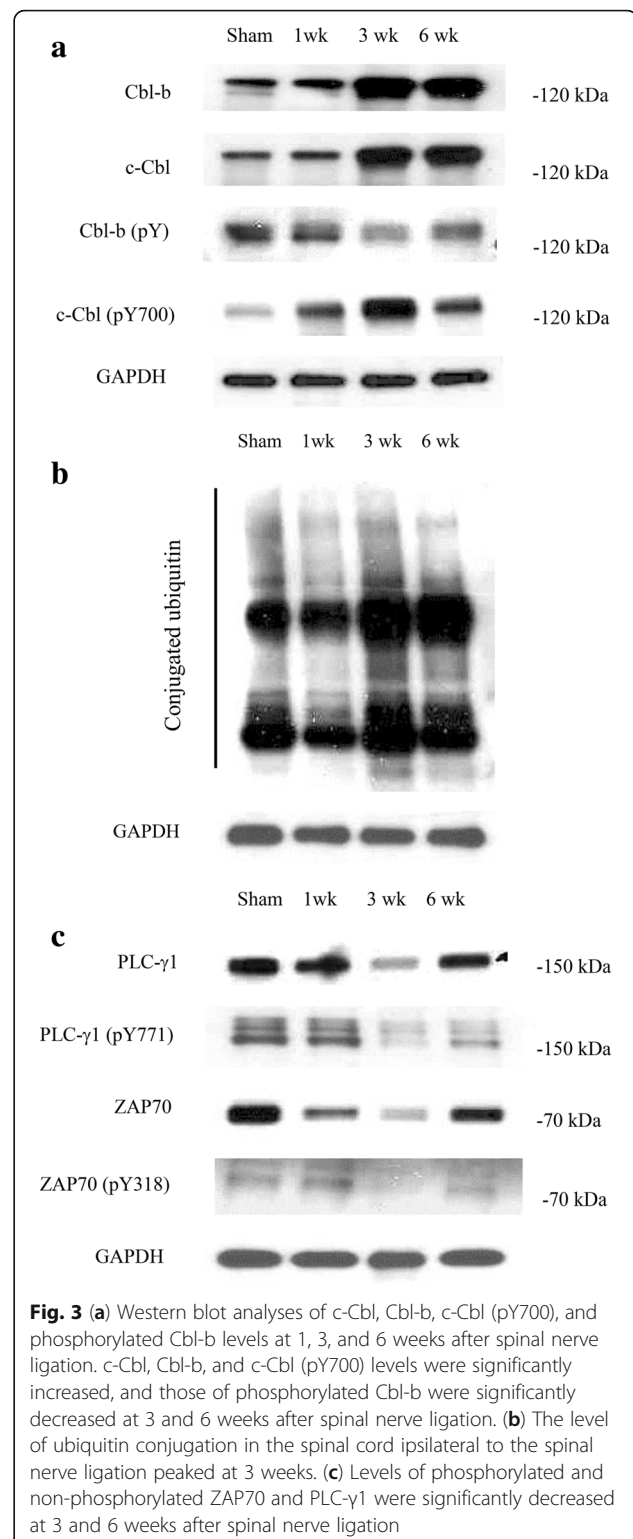 a
Sham 1wk 3 wk 6 wk
Cbl-b -120 kDa
c-Cbl -120 kDa
Cbl-b (pY) -120 kDa
c-Cbl (pY700) -120 kDa
GAPDH
Sham 1wk 3 wk 6 wk
b
Conjugated ubiquitin
GAPDH
Sham 1wk 3 wk 6 wk
c
PLC-γ1 -150 kDa
PLC-γ1 (pY771) -150 kDa
ZAP70 -70 kDa
ZAP70 (pY318) -70 kDa
GAPDH
Fig. 3 (a) Western blot analyses of c-Cbl, Cbl-b, c-Cbl (pY700), and
phosphorylated Cbl-b levels at 1, 3, and 6 weeks after spinal nerve
ligation. c-Cbl, Cbl-b, and c-Cbl (pY700) levels were significantly
increased, and those of phosphorylated Cbl-b were significantly
decreased at 3 and 6 weeks after spinal nerve ligation. (b) The level
of ubiquitin conjugation in the spinal cord ipsilateral to the spinal
nerve ligation peaked at 3 weeks. (c) Levels of phosphorylated and
non-phosphorylated ZAP70 and PLC-γ1 were significantly decreased
at 3 and 6 weeks after spinal nerve ligation